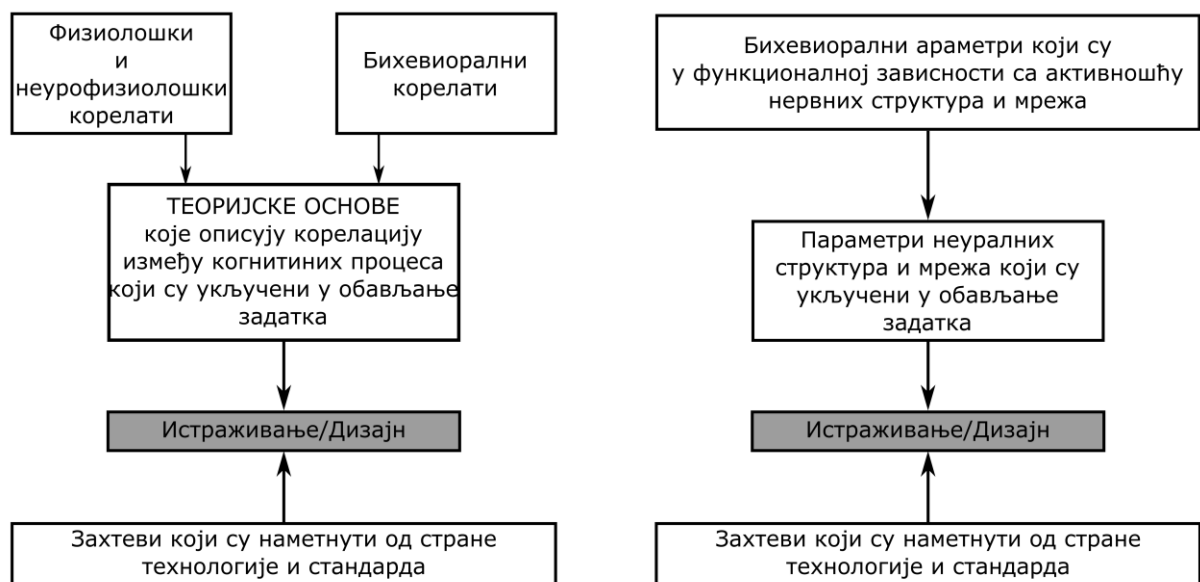 Физиолошки
и
неурофизиолошки
корелати
Бихевиорални
корелати
ТЕОРИЈСКЕ ОСНОВЕ
које описују корелацију
између когнитиних процеса
који су укључени у обављање
задатка
Истраживање/Дизајн
Захтеви који су наметнути од стране
технологије и стандарда
Бихевиорални араметри који су
у функционалној зависности са активношћу
нервних структура и мрежа
Параметри неуралних
структура и мрежа који су
укључени у обављање
задатка
Истраживање/Дизајн
Захтеви који су наметнути од стране
технологије и стандарда